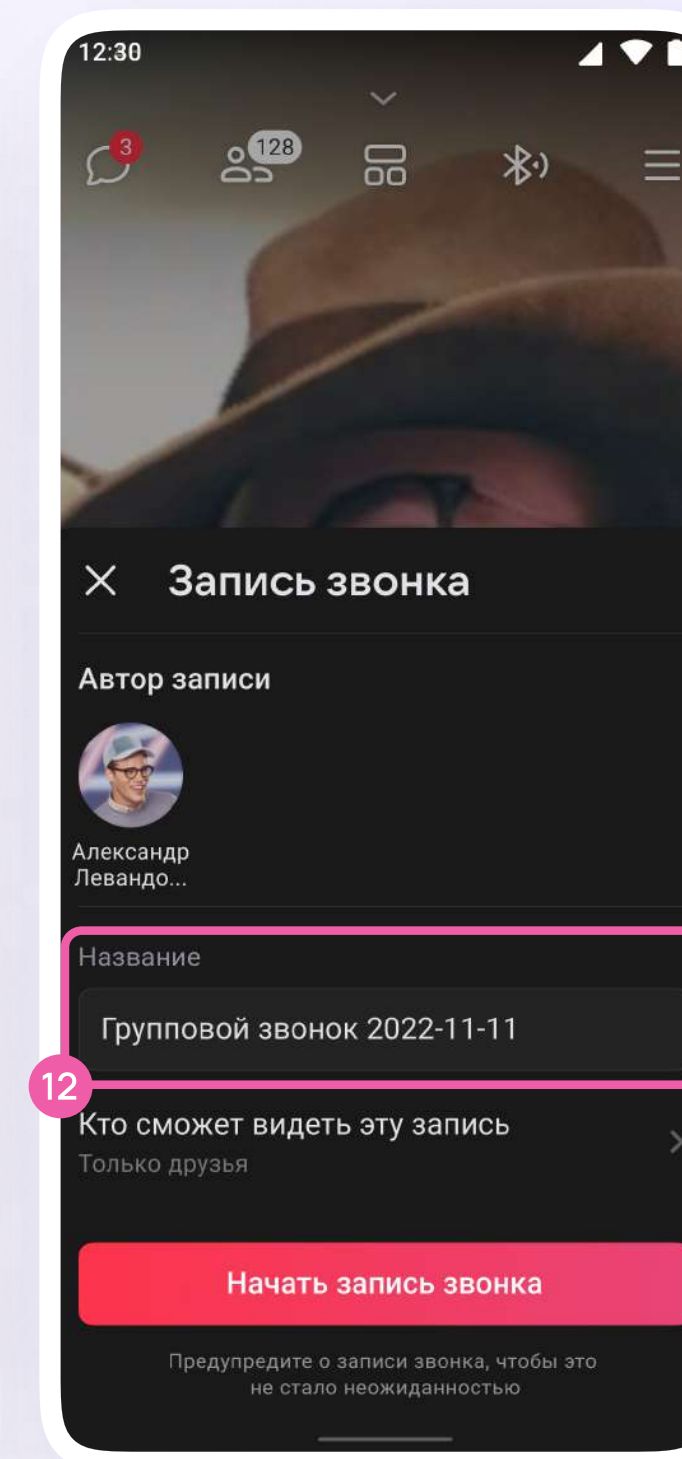 12:30
3
128
Запись звонка
Автор записи
Александр
Левандо...
Название
Групповой звонок 2022-11-11
12
Кто сможет видеть эту запись
Только друзья
Начать запись звонка
Предупредите о записи звонка, чтобы это
не стало неожиданностью